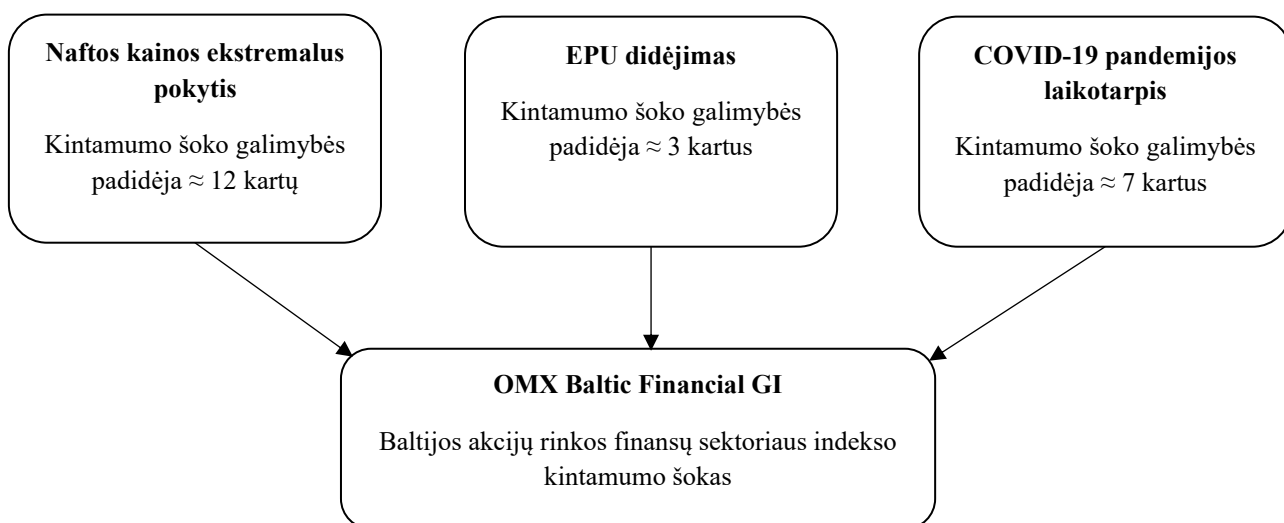 Naftos kainos ekstremalus
pokytis
Kintamumo šoko galimybės
padidėja ≈ 12 kartų
EPU didėjimas
Kintamumo šoko galimybės
padidėja ≈ 3 kartus
COVID-19 pandemijos
laikotarpis
Kintamumo šoko galimybės
padidėja ≈ 7 kartus
OMX Baltic Financial GI
Baltijos akcijų rinkos finansų sektoriaus indekso
kintamumo šokas